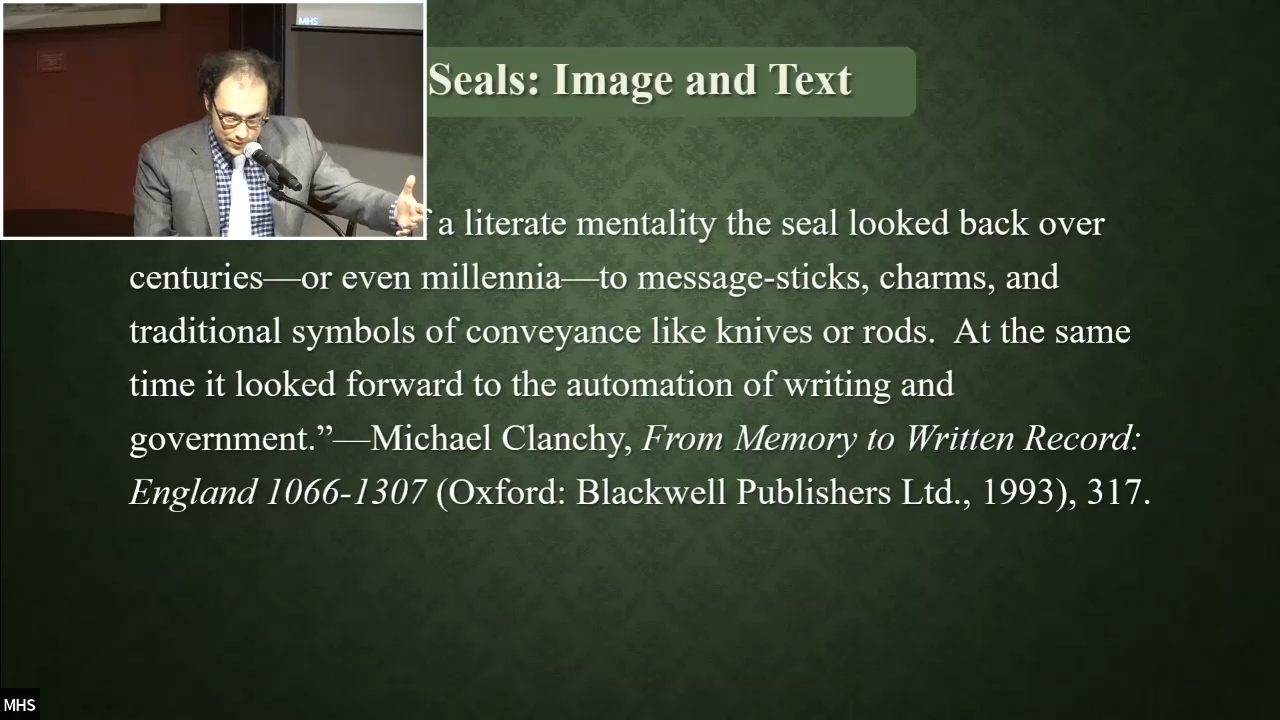 MHS
Seals: Image and Text
a literate mentality the seal looked back over
centuries—or even millennia—to message-sticks, charms, and
traditional symbols of conveyance like knives or rods. At the same
time it looked forward to the automation of writing and
government.”—Michael Clanchy, From Memory to Written Record:
England 1066-1307 (Oxford: Blackwell Publishers Ltd., 1993), 317.
MHS